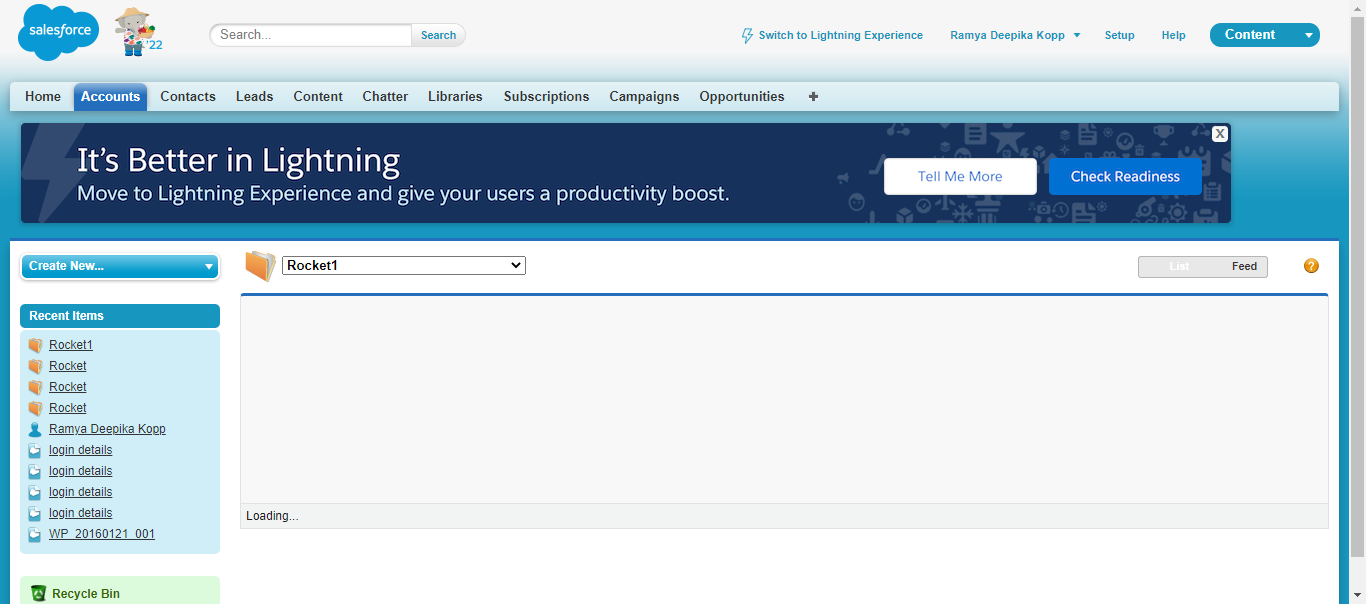 salesforce
'22
Search...
Search
Switch to Lightning Experience
Ramya Deepika Kopp
Setup
Help
Content
Home Accounts Contacts Leads Content Chatter Libraries Subscriptions Campaigns Opportunities +
It's Better in Lightning
Move to Lightning Experience and give your users a productivity boost.
Tell Me More
Check Readiness
X
Create New...
Rocket1
List Feed
?
Recent Items
Rocket1
Rocket
Rocket
Rocket
Ramya Deepika Kopp
login details
login details
login details
login details
WP_20160121_001
Loading...
Recycle Bin